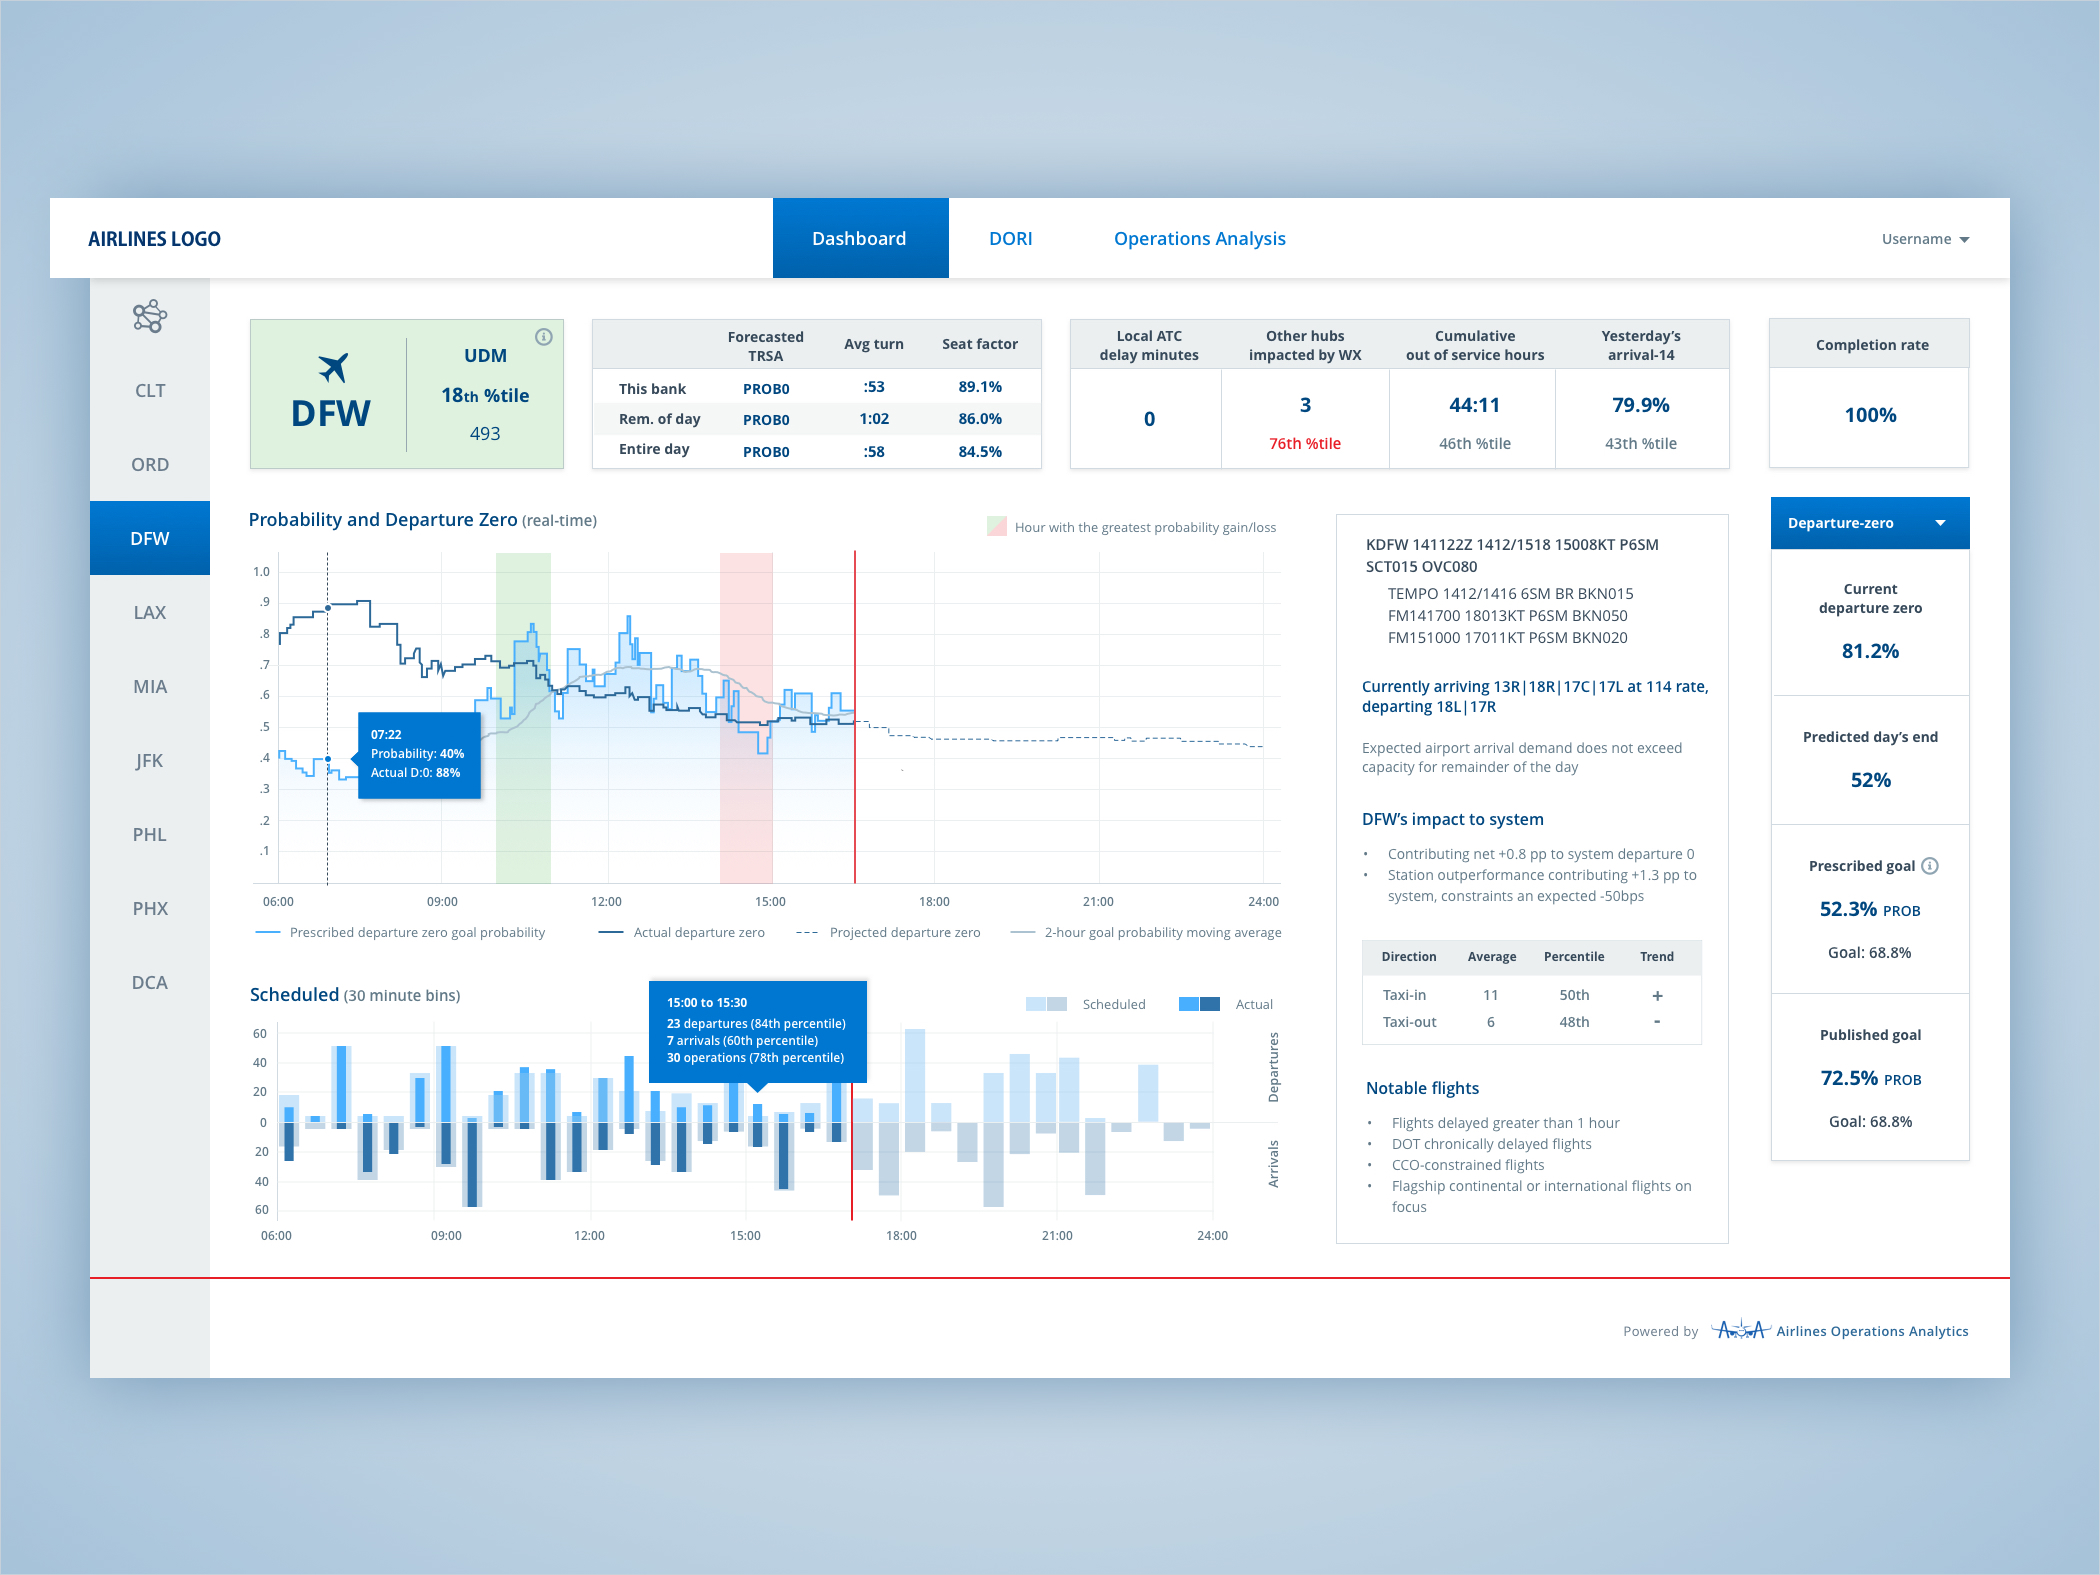 AIRLINES LOGO
Dashboard
DORI
Operations Analysis
Username
CLT
ORD
DFW
LAX
MIA
JFK
PHL
PHX
DCA
DFW
UDM
18th %tile
493
Forecasted TRSA
Avg turn
Seat factor
This bank PROB0 :53 89.1%
Rem. of day PROB0 1:02 86.0%
Entire day PROB0 :58 84.5%
Local ATC
delay minutes
0
Other hubs
impacted by WX
3
76th %tile
Cumulative
out of service hours
44:11
46th %tile
Yesterday's
arrival-14
79.9%
43th %tile
Completion rate
100%
Probability and Departure Zero (real-time)
Hour with the greatest probability gain/loss
1.0
.9
.8
.7
.6
.5
.4
.3
.2
.1
07:22
Probability: 40%
Actual D:0: 88%
06:00 09:00 12:00 15:00 18:00 21:00 24:00
Prescribed departure zero goal probability
Actual departure zero
Projected departure zero
2-hour goal probability moving average
Scheduled (30 minute bins)
Scheduled
Actual
15:00 to 15:30
23 departures (84th percentile)
7 arrivals (60th percentile)
30 operations (78th percentile)
60
40
20
0
20
40
60
Departures
Arrivals
06:00 09:00 12:00 15:00 18:00 21:00 24:00
KDFW 141122Z 1412/1518 15008KT P6SM
SCT015 OVC080
TEMPO 1412/1416 6SM BR BKN015
FM141700 18013KT P6SM BKN050
FM151000 17011KT P6SM BKN020
Currently arriving 13R|18R|17C|17L at 114 rate,
departing 18L|17R
Expected airport arrival demand does not exceed
capacity for remainder of the day
DFW's impact to system
• Contributing net +0.8 pp to system departure 0
• Station outperformance contributing +1.3 pp to
system, constraints an expected -50bps
Direction Average Percentile Trend
Taxi-in 11 50th +
Taxi-out 6 48th -
Notable flights
• Flights delayed greater than 1 hour
• DOT chronically delayed flights
• CCO-constrained flights
• Flagship continental or international flights on
focus
Departure-zero
Current
departure zero
81.2%
Predicted day's end
52%
Prescribed goal
52.3% PROB
Goal: 68.8%
Published goal
72.5% PROB
Goal: 68.8%
Powered by
AOA
Airlines Operations Analytics